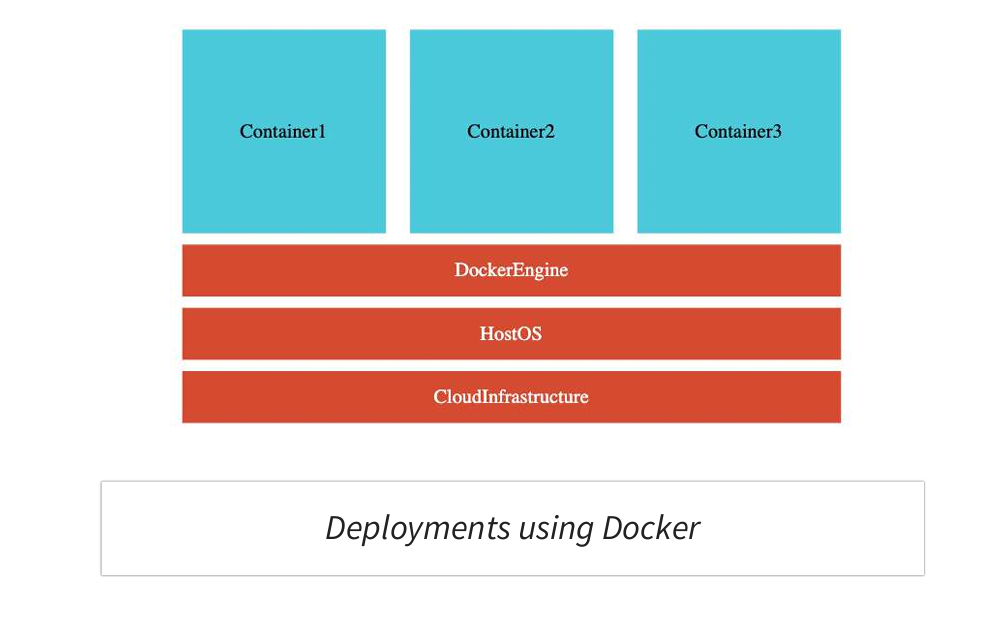 Container1 Container2 Container3
DockerEngine
HostOS
CloudInfrastructure
Deployments using Docker